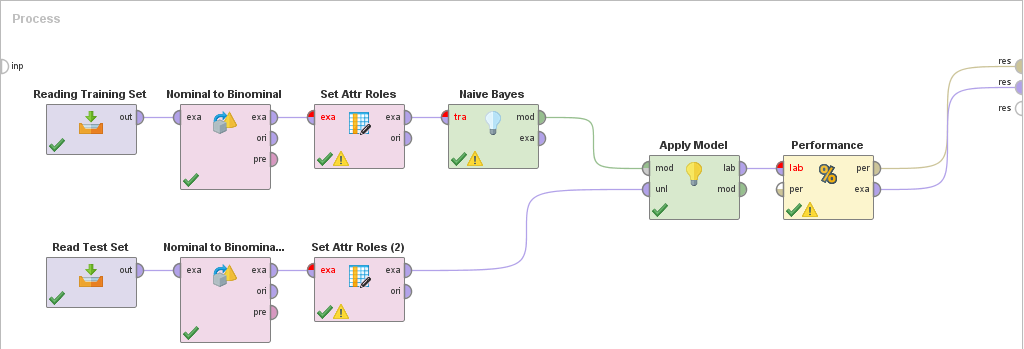 Process
inp
res
res
res
Reading Training Set
out
Nominal to Binominal
exa
exa
ori
pre
Set Attr Roles
exa
exa
ori
Naive Bayes
tra
mod
exa
Apply Model
mod
lab
unl
mod
Performance
%
lab
per
per
exa
Read Test Set
out
Nominal to Binomina...
exa
exa
ori
pre
Set Attr Roles (2)
exa
exa
ori